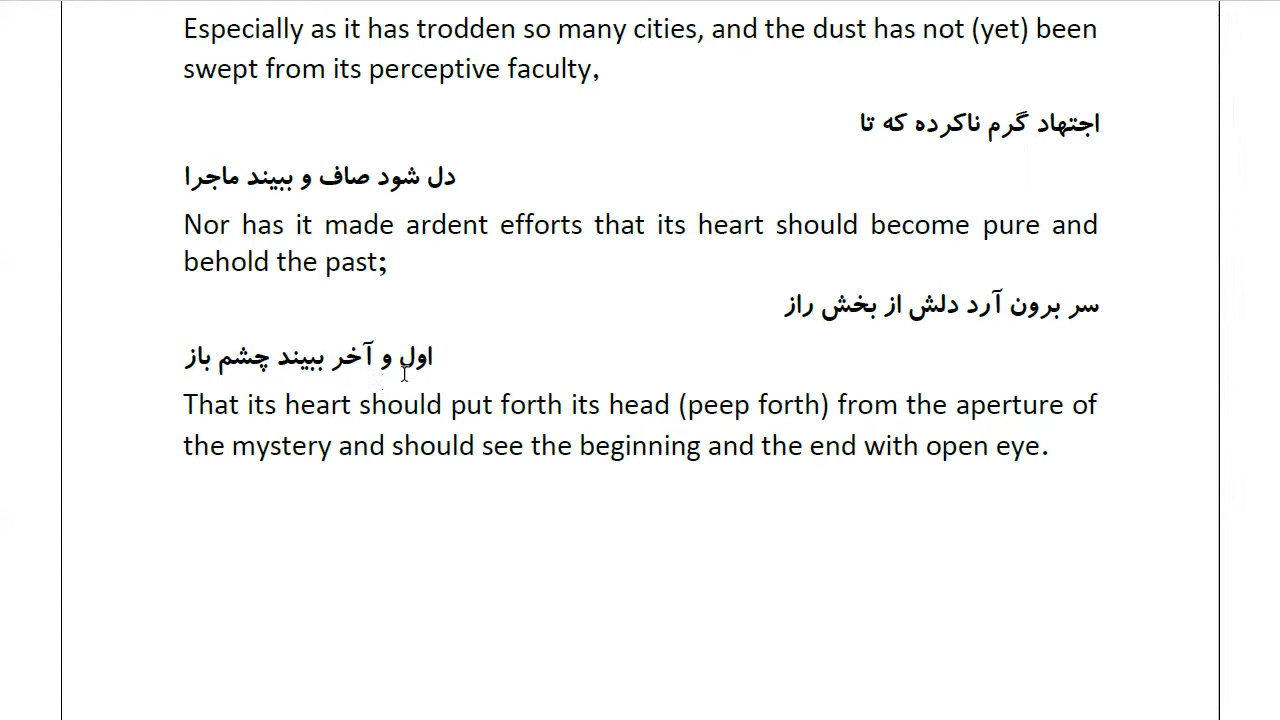 Especially as it has trodden so many cities, and the dust has not (yet) been
swept from its perceptive faculty,
اجتهاد گرم ناکرده که تا
دل شود صاف و ببیند ماجرا
Nor has it made ardent efforts that its heart should become pure and
behold the past;
سر برون آرد دلش از بخش راز
اول و آخر ببیند چشم باز
That its heart should put forth its head (peep forth) from the aperture of
the mystery and should see the beginning and the end with open eye.